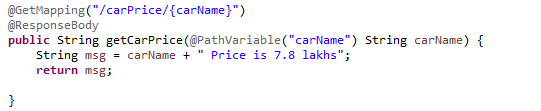 @GetMapping("/carPrice/{carName}")
@ResponseBody
public String getCarPrice(@PathVariable("carName") String carName) {
    String msg = carName + " Price is 7.8 lakhs";
    return msg;

}